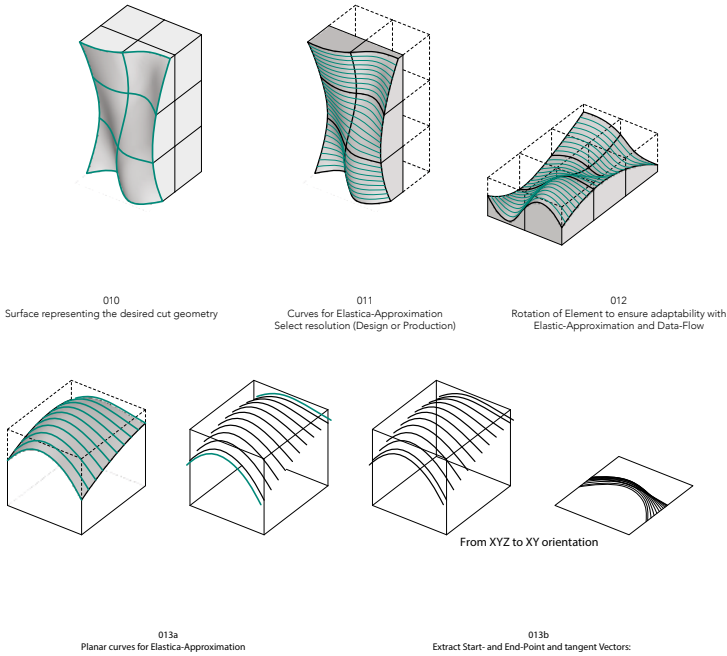 010
Surface representing the desired cut geometry
011
Curves for Elastica-Approximation
Select resolution (Design or Production)
012
Rotation of Element to ensure adaptability with
Elastic-Approximation and Data-Flow
From XYZ to XY orientation
013a
Planar curves for Elastica-Approximation
013b
Extract Start- and End-Point and tangent Vectors: